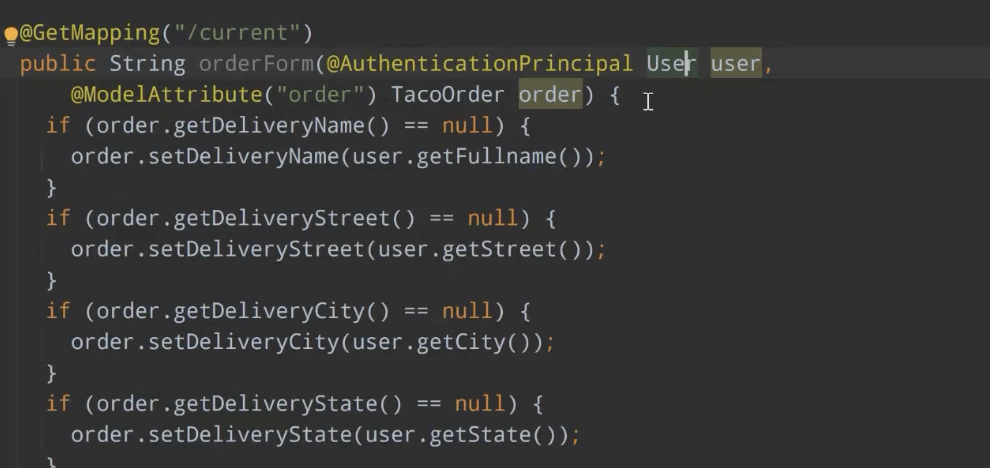 @GetMapping("/current")
public String orderForm(@AuthenticationPrincipal User user,
@ModelAttribute("order") TacoOrder order) {
if (order.getDeliveryName() == null) {
order.setDeliveryName(user.getFullname());
}
if (order.getDeliveryStreet() == null) {
order.setDeliveryStreet(user.getStreet());
}
if (order.getDeliveryCity() == null) {
order.setDeliveryCity(user.getCity());
}
if (order.getDeliveryState() == null) {
order.setDeliveryState(user.getState());
}